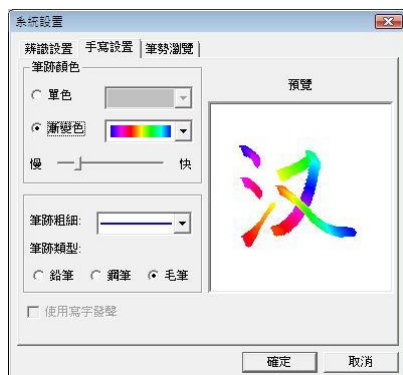 系統設置
辨識設置 手寫設置 筆勢瀏覽
筆跡顏色
單色
漸變色
慢 快
預覽
汉
筆跡粗細:
筆跡類型:
鉛筆 鋼筆 毛筆
使用寫字發聲
確定 取消